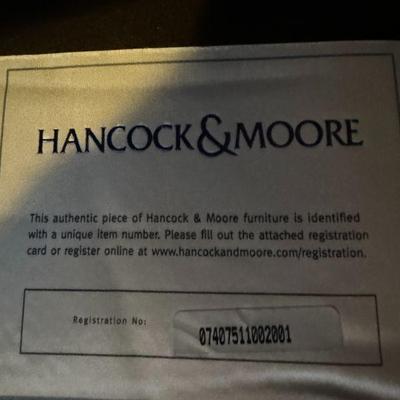 HANCOCK&MOORE
This authentic piece of Hancock & Moore furniture is identified
with a unique item number. Please fill out the attached registration
card or register online at www.hancockandmoore.com/registration.
Registration No: 07407511002001